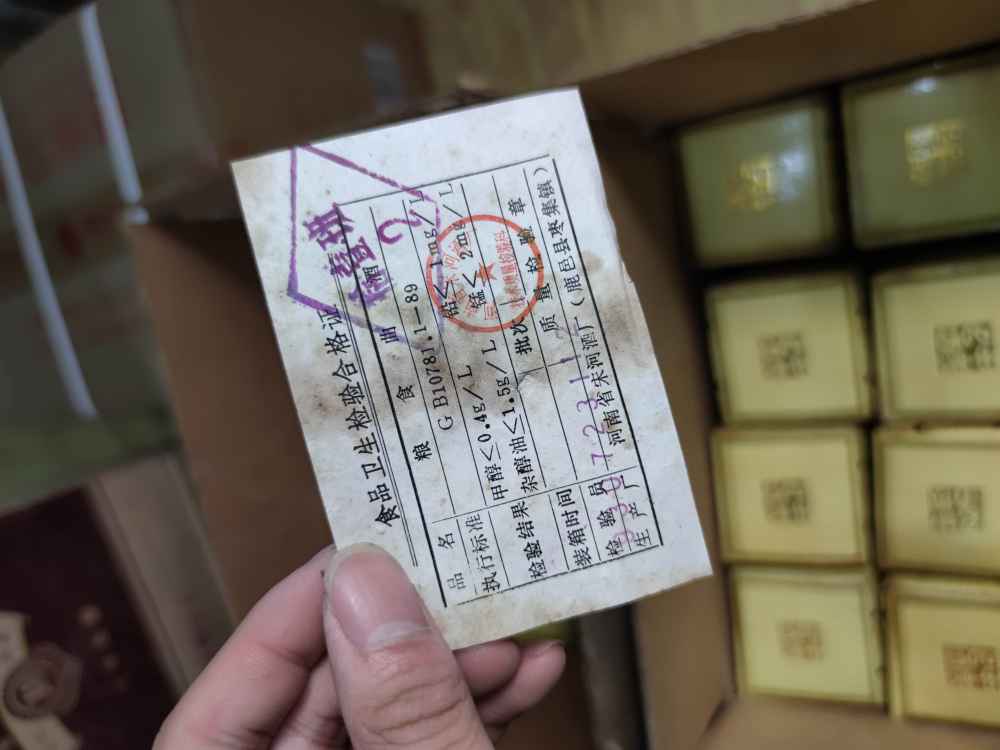 食品卫生检验合格证
品名 粮食曲酒
执行标准 GB10781.1—89
检验结果 甲醇≤0.4g/L 铅≤1mg/L
杂醇油≤1.5g/L 锰≤2mg/L
装箱时间 批次 质量检验章
检验员
生产厂 河南省宋河酒厂(鹿邑县枣集镇)
2